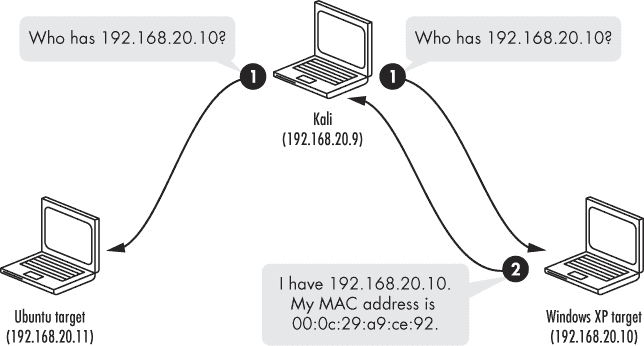 Who has 192.168.20.10?
Who has 192.168.20.10?
1
1
Kali
(192.168.20.9)
2
I have 192.168.20.10.
My MAC address is
00:0c:29:a9:ce:92.
Ubuntu target
(192.168.20.11)
Windows XP target
(192.168.20.10)